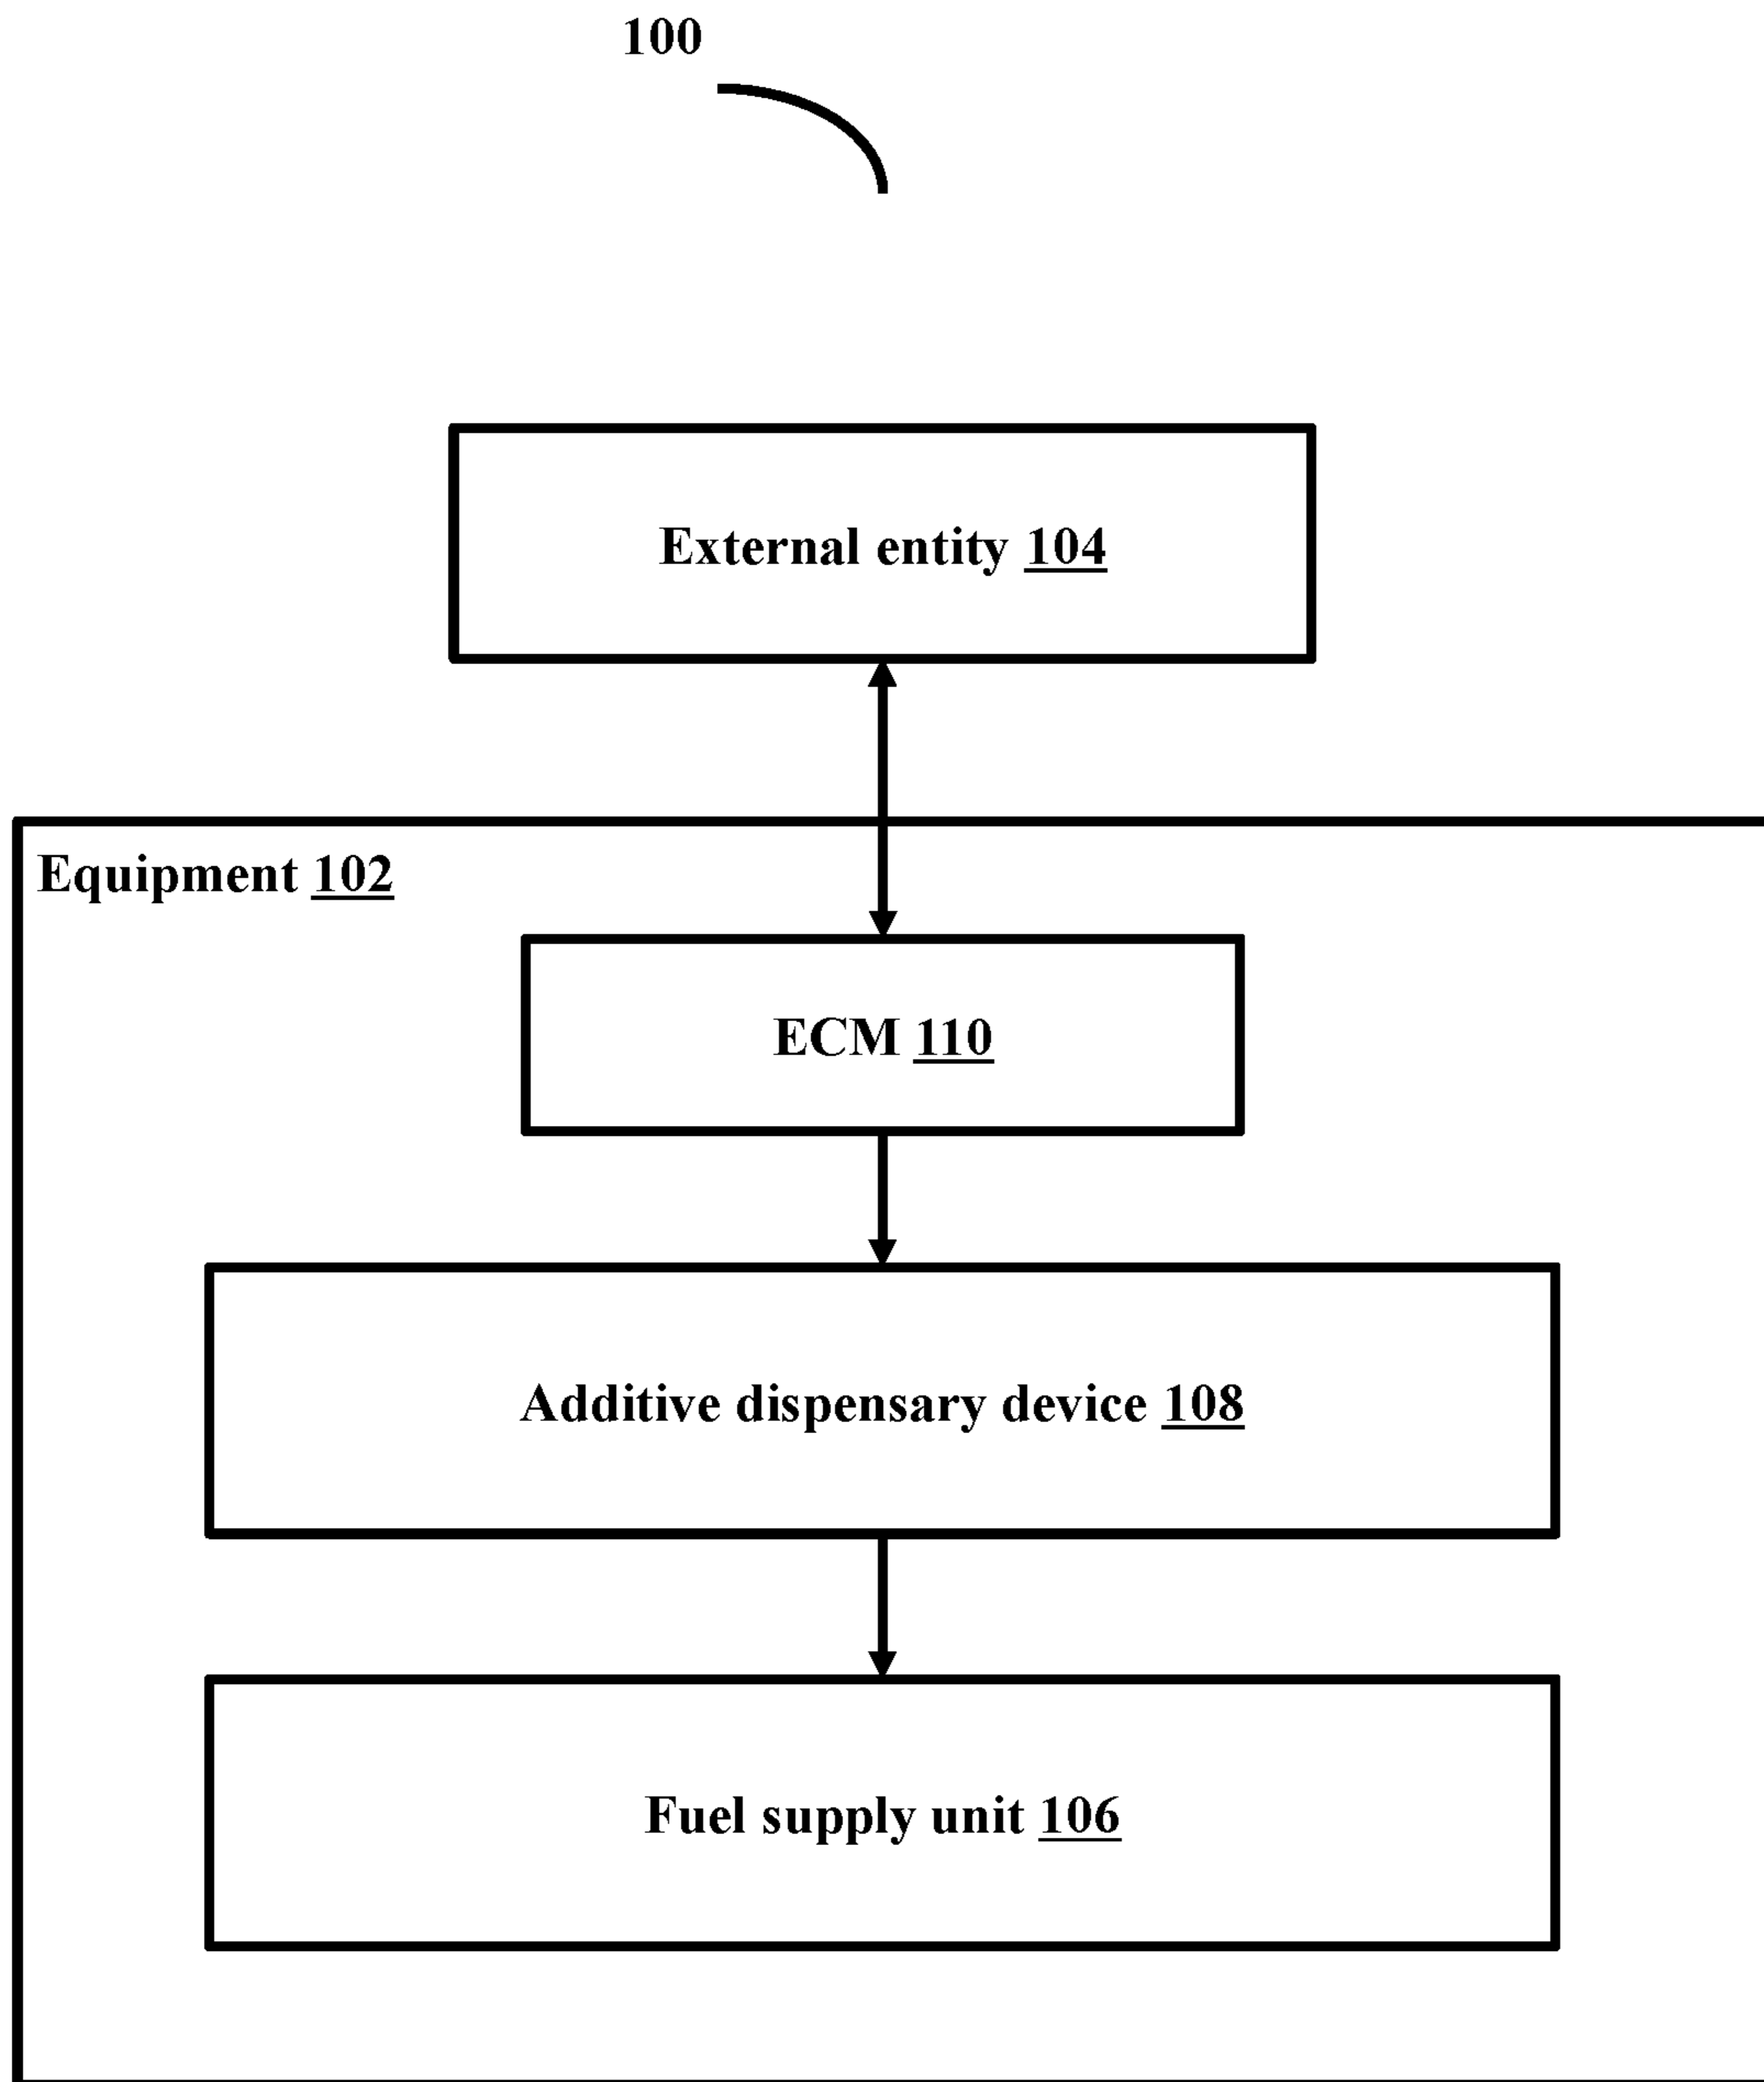 100
External entity 104
Equipment 102
ECM 110
Additive dispensary device 108
Fuel supply unit 106